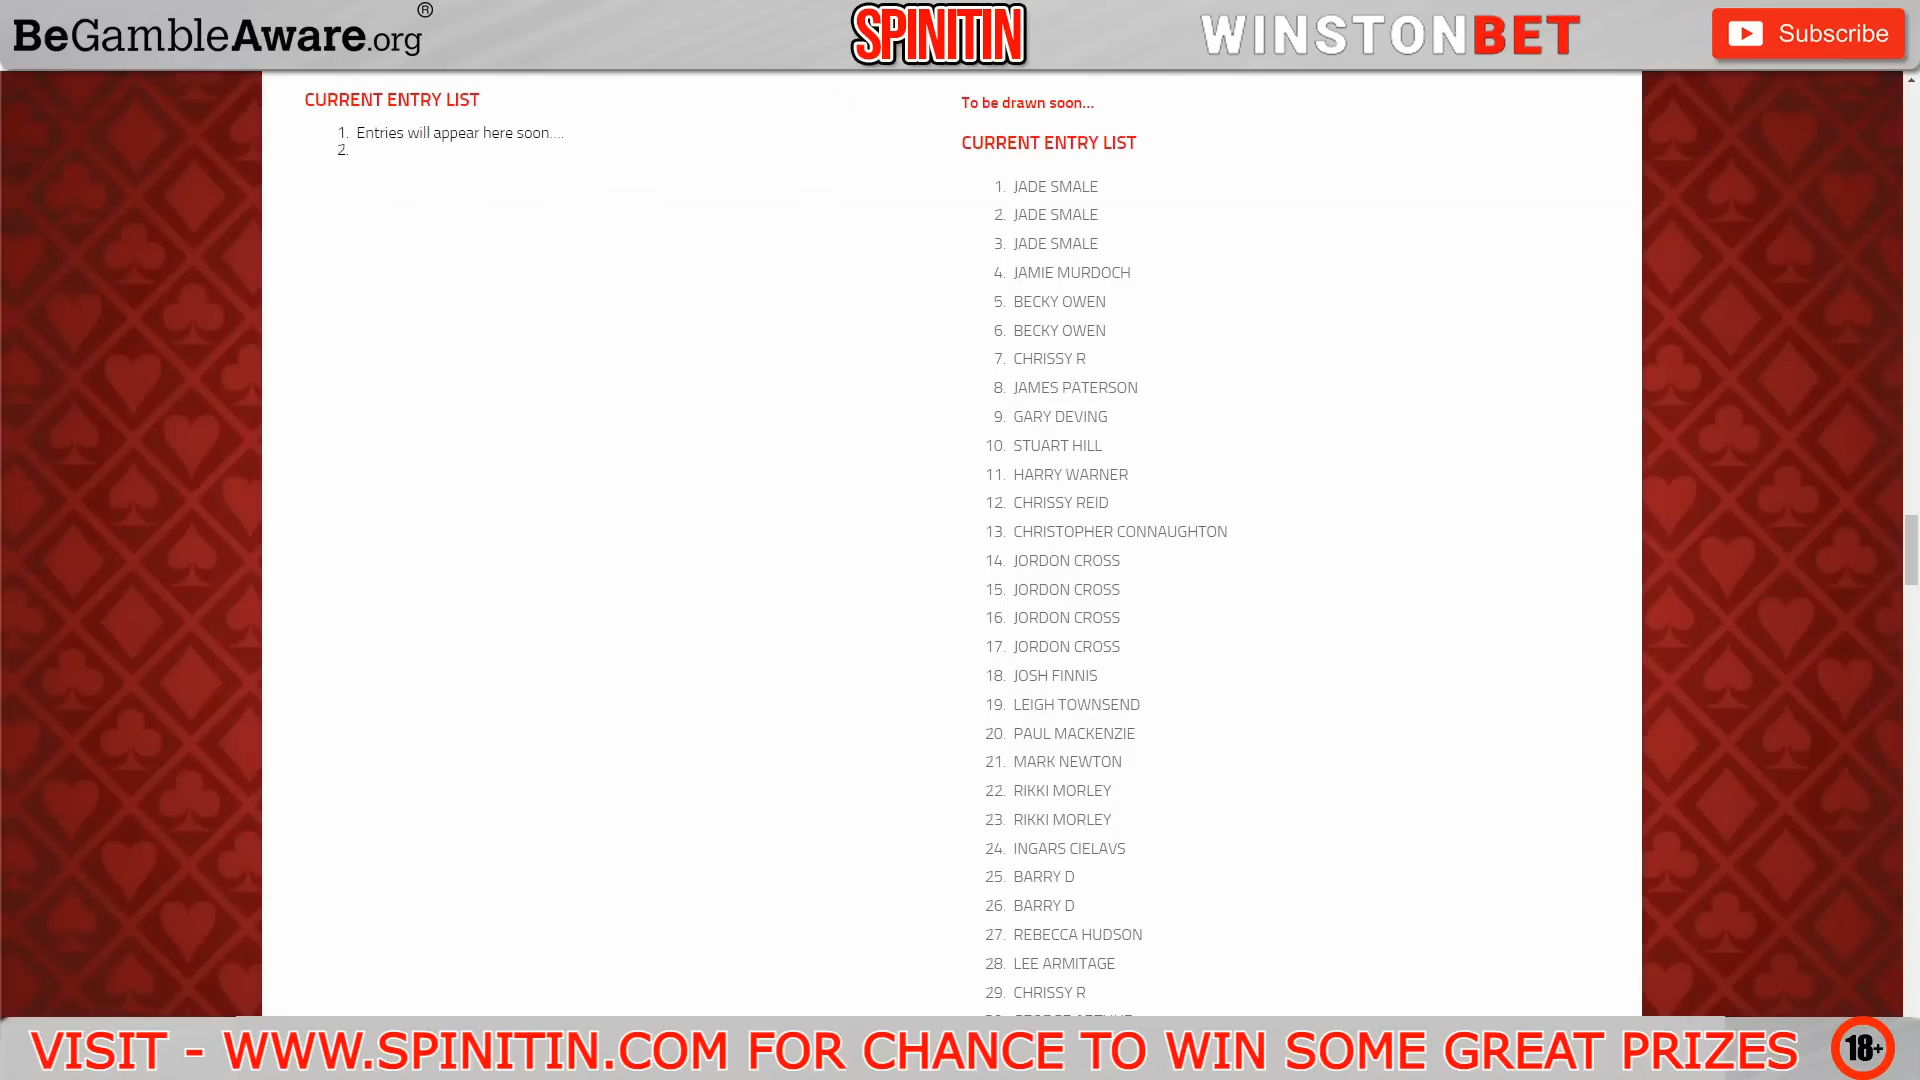 BeGambleAware.org®
SPINITIN
WINSTONBET
Subscribe
CURRENT ENTRY LIST
1. Entries will appear here soon....
2.
To be drawn soon...
CURRENT ENTRY LIST
1. JADE SMALE
2. JADE SMALE
3. JADE SMALE
4. JAMIE MURDOCH
5. BECKY OWEN
6. BECKY OWEN
7. CHRISSY R
8. JAMES PATERSON
9. GARY DEVING
10. STUART HILL
11. HARRY WARNER
12. CHRISSY REID
13. CHRISTOPHER CONNAUGHTON
14. JORDON CROSS
15. JORDON CROSS
16. JORDON CROSS
17. JORDON CROSS
18. JOSH FINNIS
19. LEIGH TOWNSEND
20. PAUL MACKENZIE
21. MARK NEWTON
22. RIKKI MORLEY
23. RIKKI MORLEY
24. INGARS CIELAVS
25. BARRY D
26. BARRY D
27. REBECCA HUDSON
28. LEE ARMITAGE
29. CHRISSY R
VISIT - WWW.SPINITIN.COM FOR CHANCE TO WIN SOME GREAT PRIZES
18+